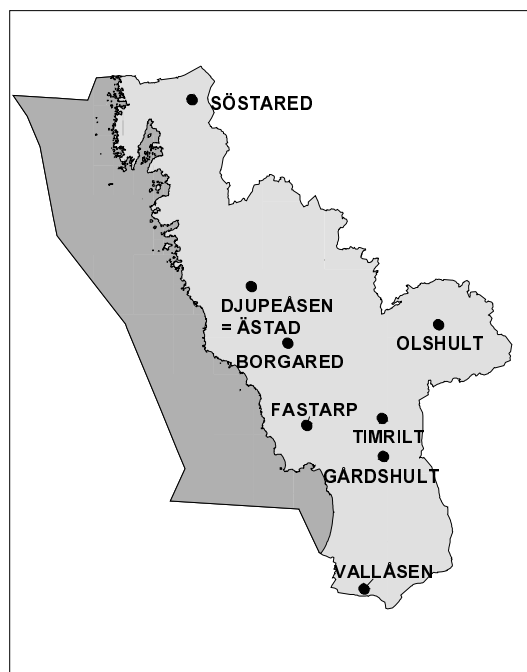 SÖSTARED
DJUPEÅSEN
= ÄSTAD
OLSHULT
BORGARED
FASTARP
TIMRILT
GÅRDSHULT
VALLÅSEN